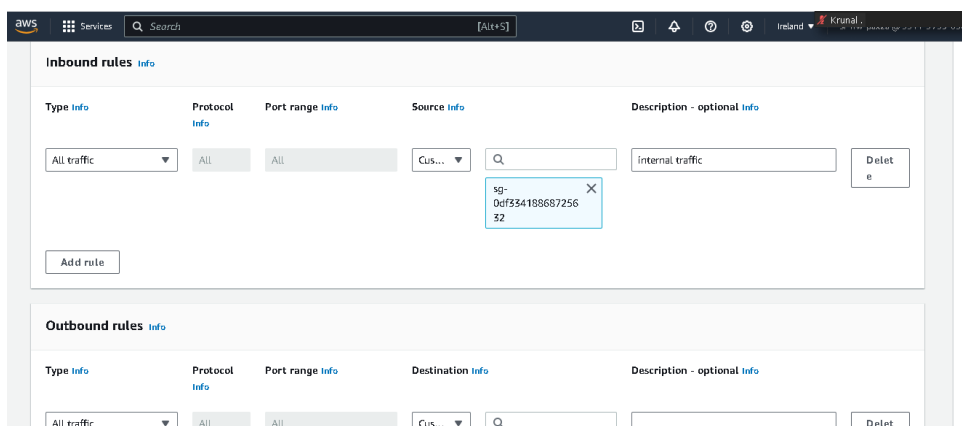 aws Services Search [Alt+S] Ireland ▼ Krunal .
Inbound rules Info
Type Info Protocol Info Port range Info Source Info Description - optional Info
All traffic All All Cus... internal traffic Delete
sg-
0df334188687256
32
Add rule
Outbound rules Info
Type Info Protocol Info Port range Info Destination Info Description - optional Info
All traffic All All Cus... Delet